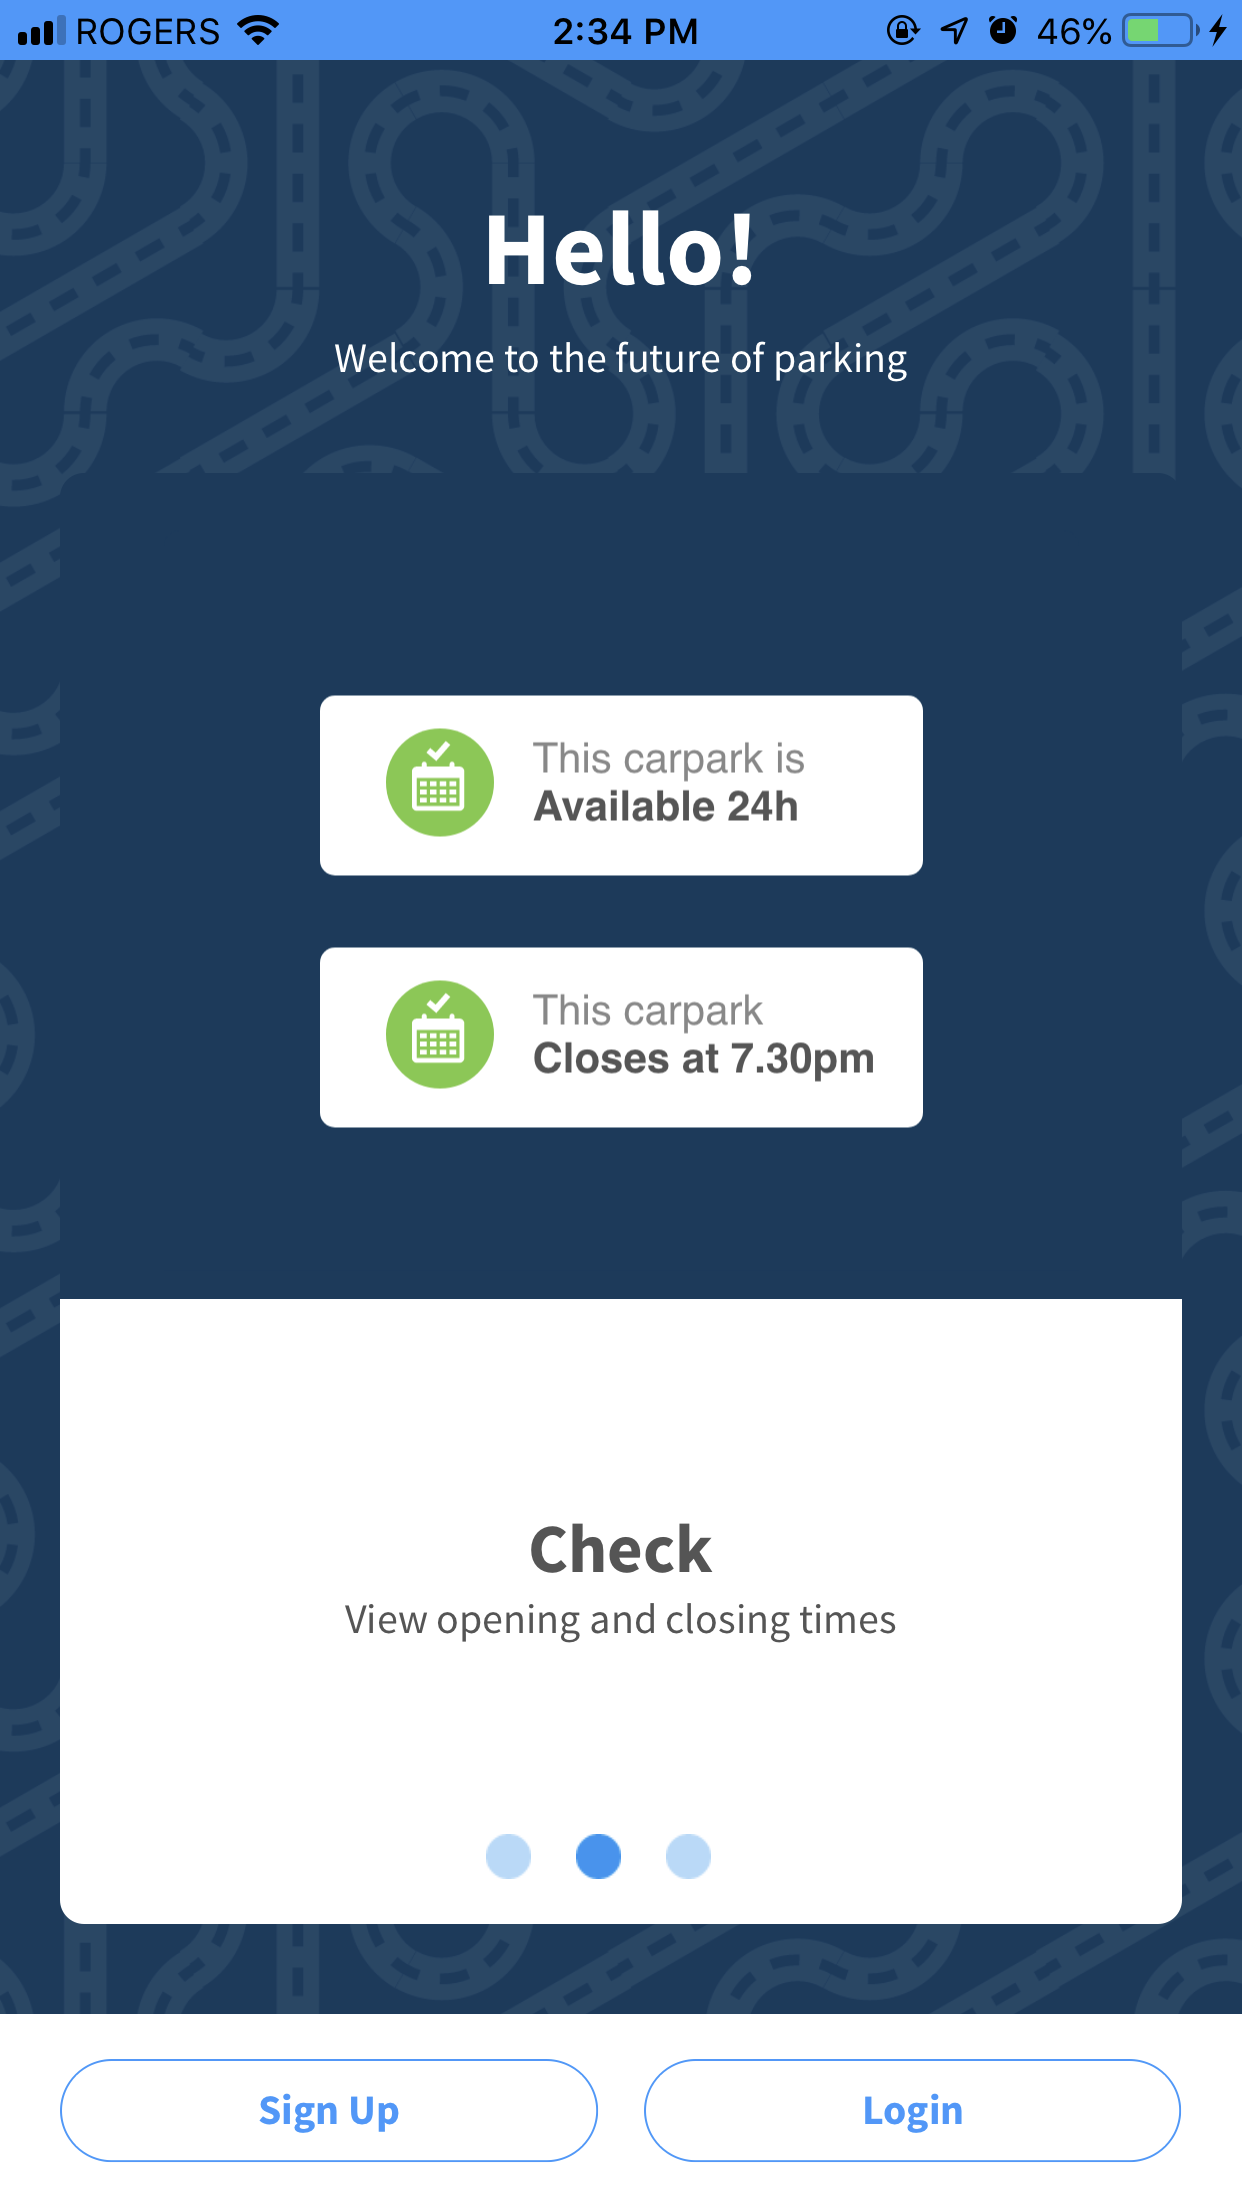 ROGERS 2:34 PM 46%
Hello!
Welcome to the future of parking
This carpark is
Available 24h
This carpark
Closes at 7.30pm
Check
View opening and closing times
Sign Up Login